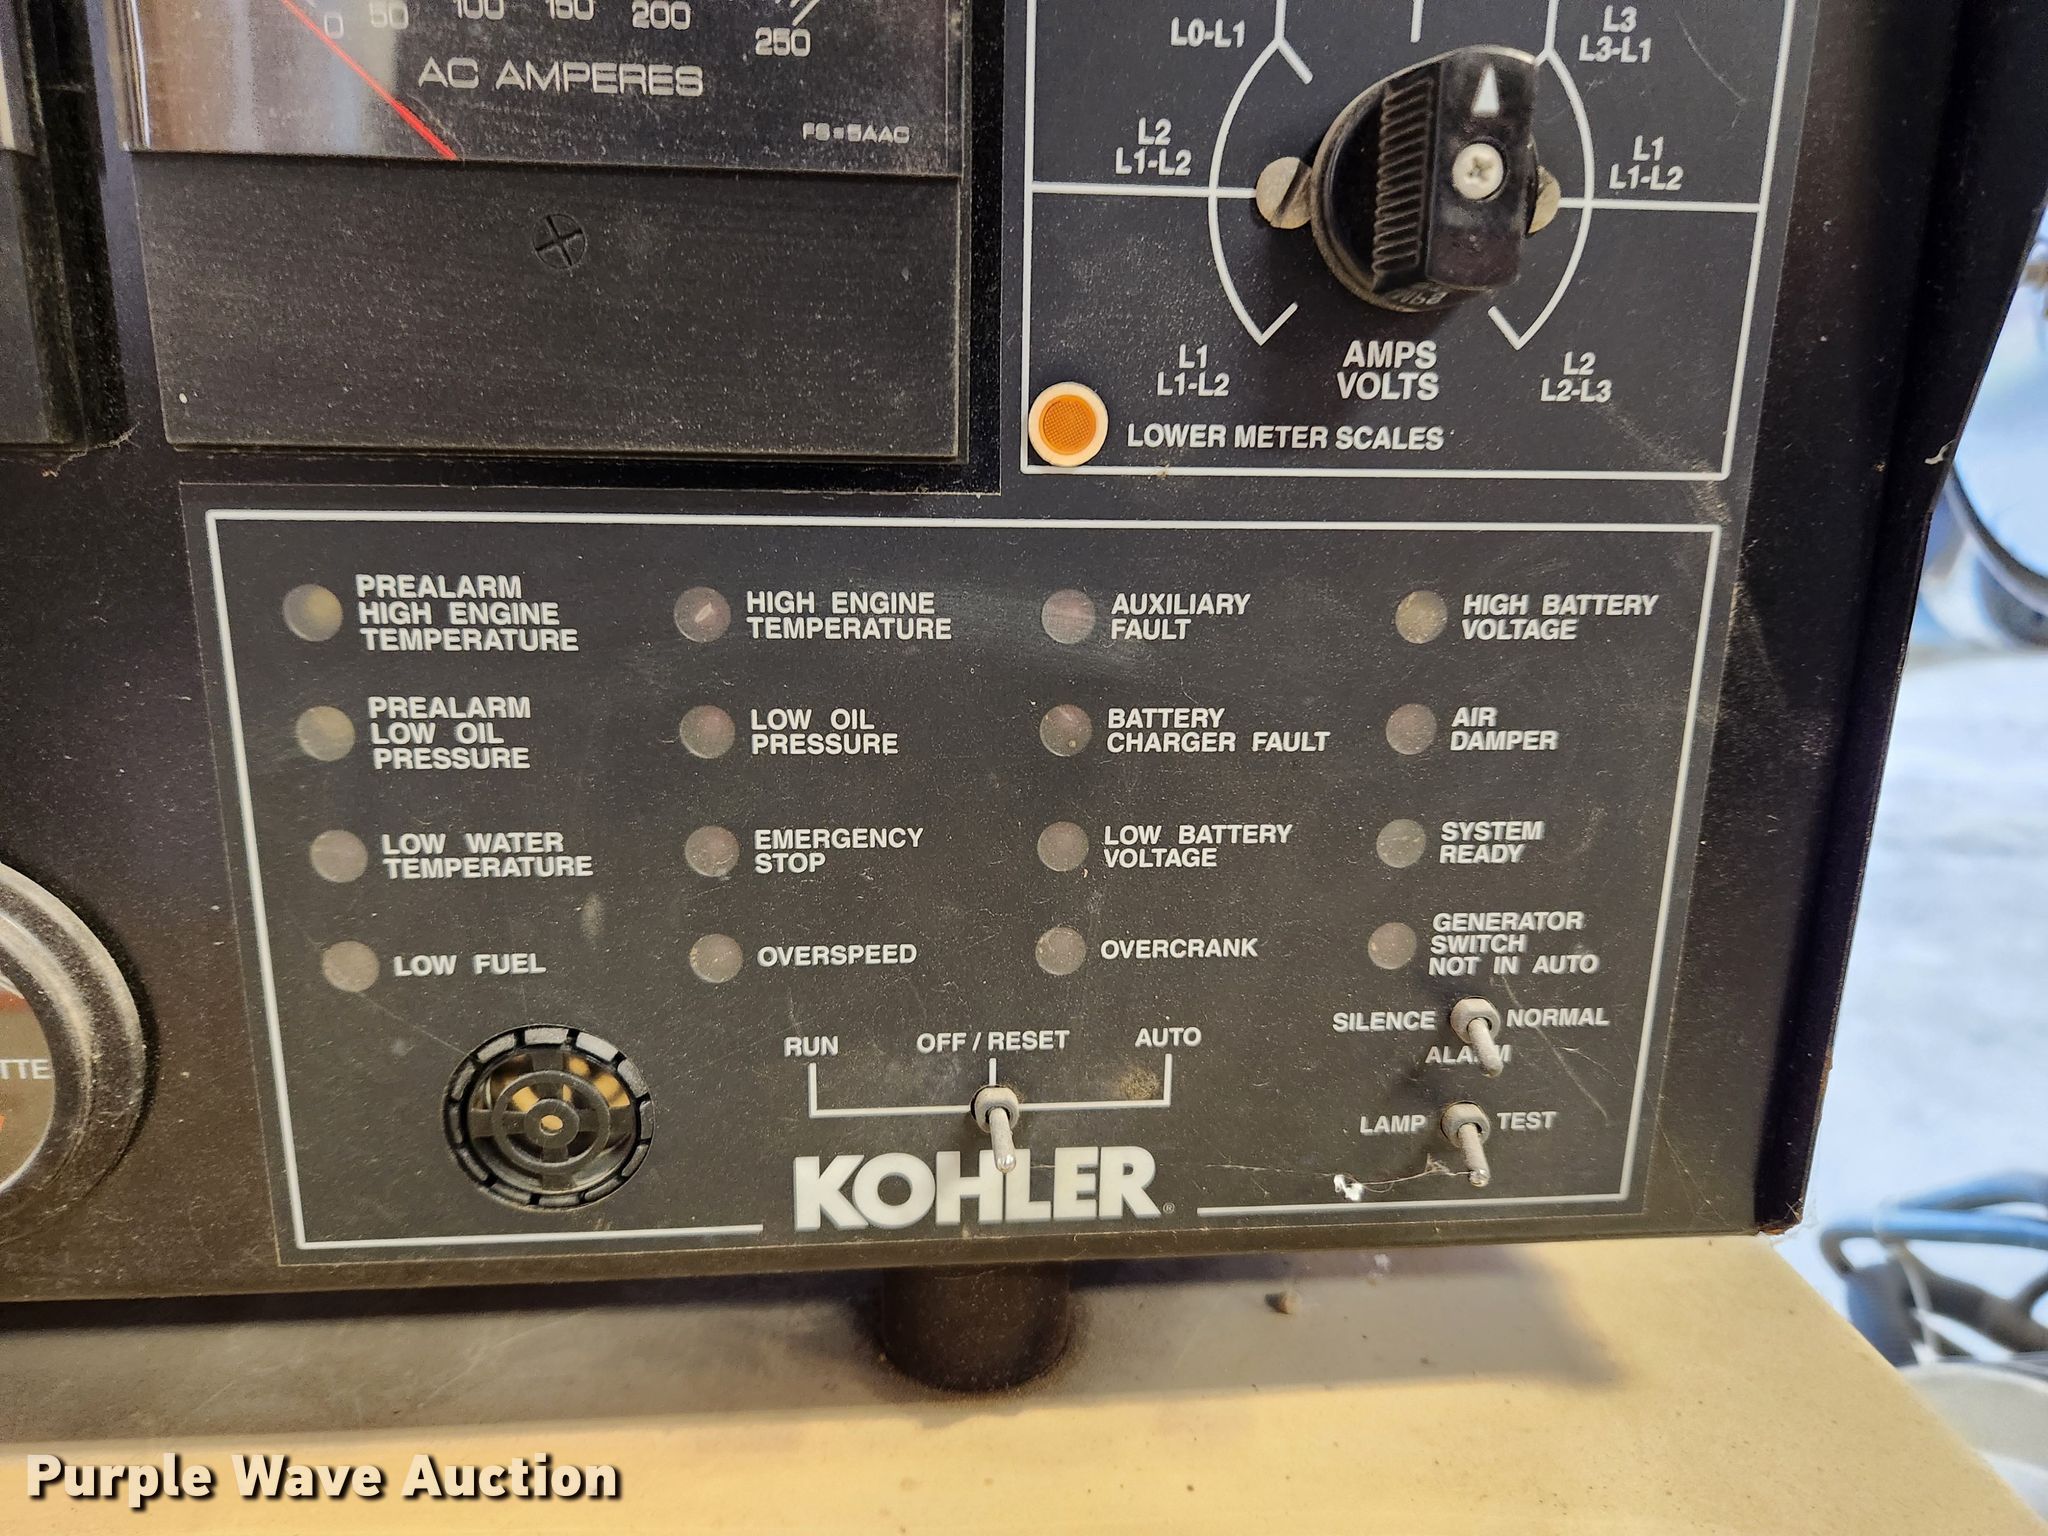 0 50 100 150 200 250
AC AMPERES
FS=5AAC
L0-L1
L3
L3-L1
L2
L1-L2
L1
L1-L2
L1
L1-L2
AMPS
VOLTS
L2
L2-L3
LOWER METER SCALES
PREALARM
HIGH ENGINE
TEMPERATURE
HIGH ENGINE
TEMPERATURE
AUXILIARY
FAULT
HIGH BATTERY
VOLTAGE
PREALARM
LOW OIL
PRESSURE
LOW OIL
PRESSURE
BATTERY
CHARGER FAULT
AIR
DAMPER
LOW WATER
TEMPERATURE
EMERGENCY
STOP
LOW BATTERY
VOLTAGE
SYSTEM
READY
LOW FUEL
OVERSPEED
OVERCRANK
GENERATOR
SWITCH
NOT IN AUTO
SILENCE NORMAL
ALARM
RUN OFF / RESET AUTO
LAMP TEST
KOHLER®
TTE
Purple Wave Auction